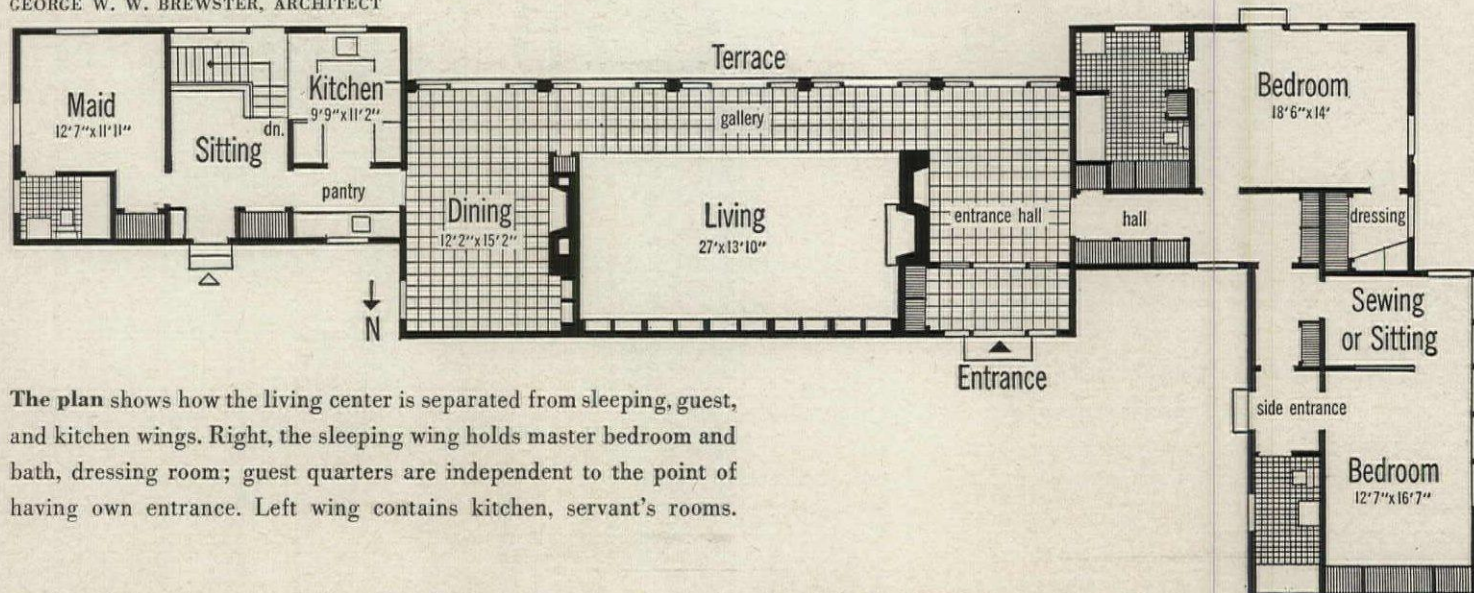 GEORGE W. W. BREWSTER, ARCHITECT
Terrace
Maid
12'7"x11'11"
Sitting
dn.
Kitchen
9'9"x11'2"
pantry
gallery
Dining
12'2"x15'2"
Living
27'x13'10"
entrance hall
hall
Bedroom
18'6"x14'
dressing
N
Entrance
Sewing
or Sitting
side entrance
Bedroom
12'7"x16'7"
The plan shows how the living center is separated from sleeping, guest,
and kitchen wings. Right, the sleeping wing holds master bedroom and
bath, dressing room; guest quarters are independent to the point of
having own entrance. Left wing contains kitchen, servant's rooms.